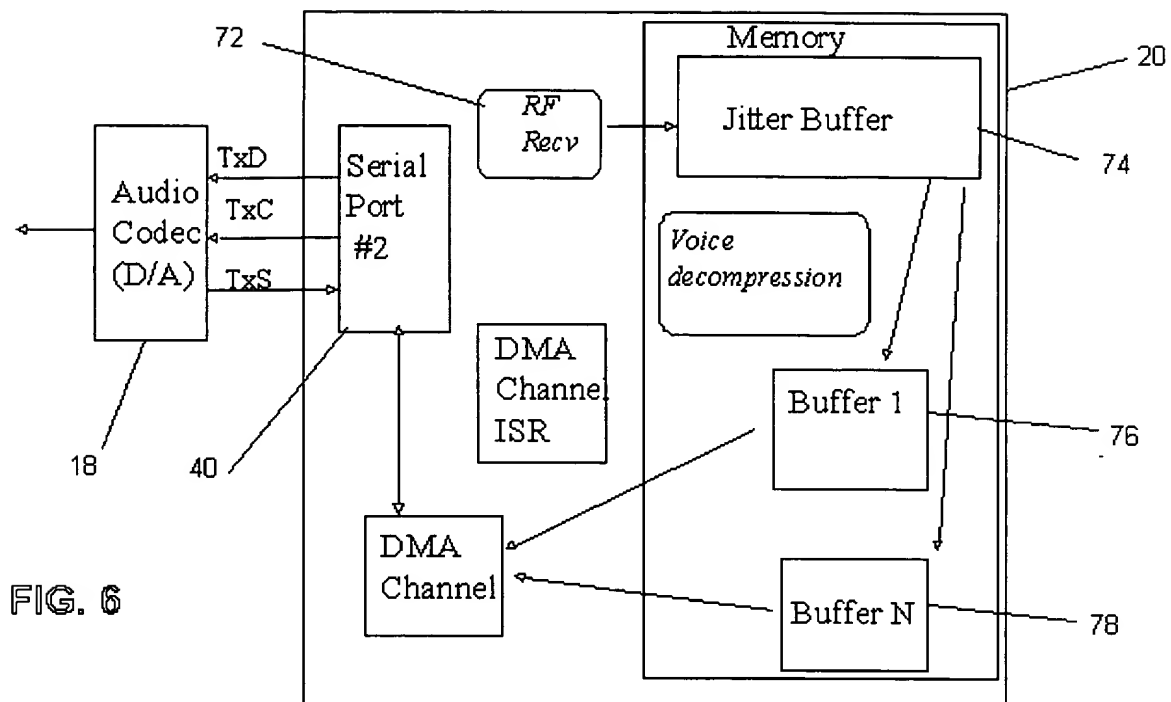 72
Memory
20
RF
Recv
Jitter Buffer
74
TxD
Serial
Port
#2
Audio
Codec
(D/A)
TxC
TxS
Voice
decompression
DMA
Channel
ISR
Buffer 1
76
18
40
DMA
Channel
Buffer N
78
FIG. 6